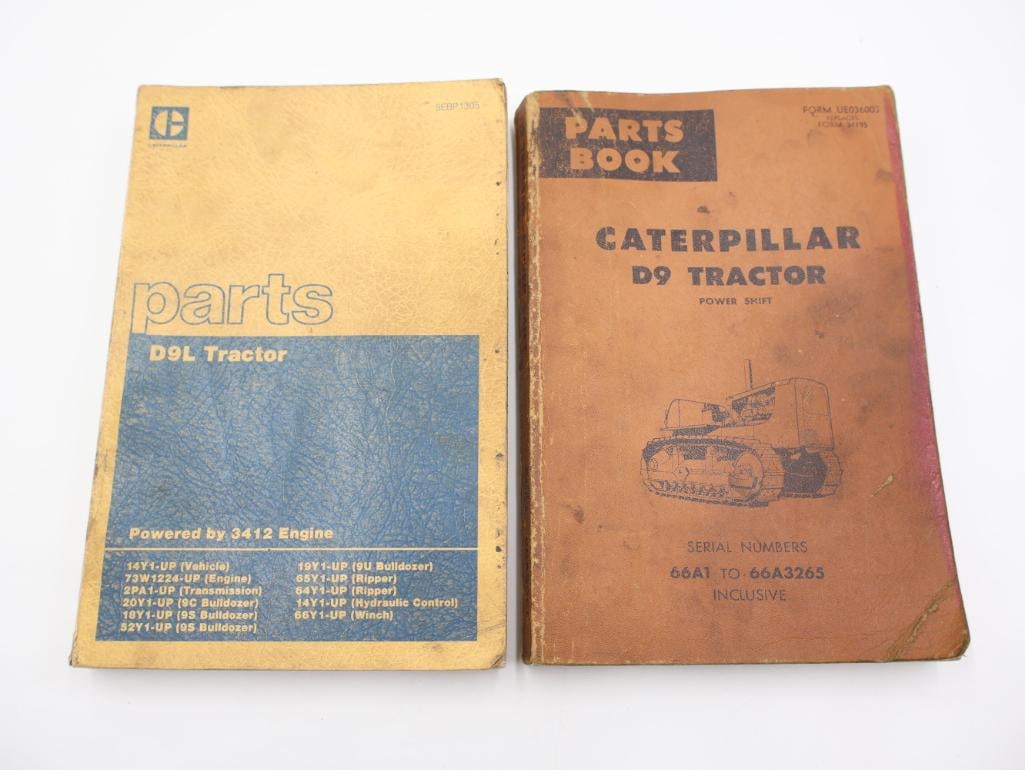 CATERPILLAR
SEBP1305
parts
D9L Tractor
Powered by 3412 Engine
14Y1-UP (Vehicle)
73W1224-UP (Engine)
2PA1-UP (Transmission)
20Y1-UP (9C Bulldozer)
18Y1-UP (9S Bulldozer)
52Y1-UP (9S Bulldozer)
19Y1-UP (9U Bulldozer)
65Y1-UP (Ripper)
64Y1-UP (Ripper)
14Y1-UP (Hydraulic Control)
66Y1-UP (Winch)
PARTS
BOOK
FORM UE036003
REPLACES
FORM 34195
CATERPILLAR
D9 TRACTOR
POWER SHIFT
SERIAL NUMBERS
66A1 TO 66A3265
INCLUSIVE